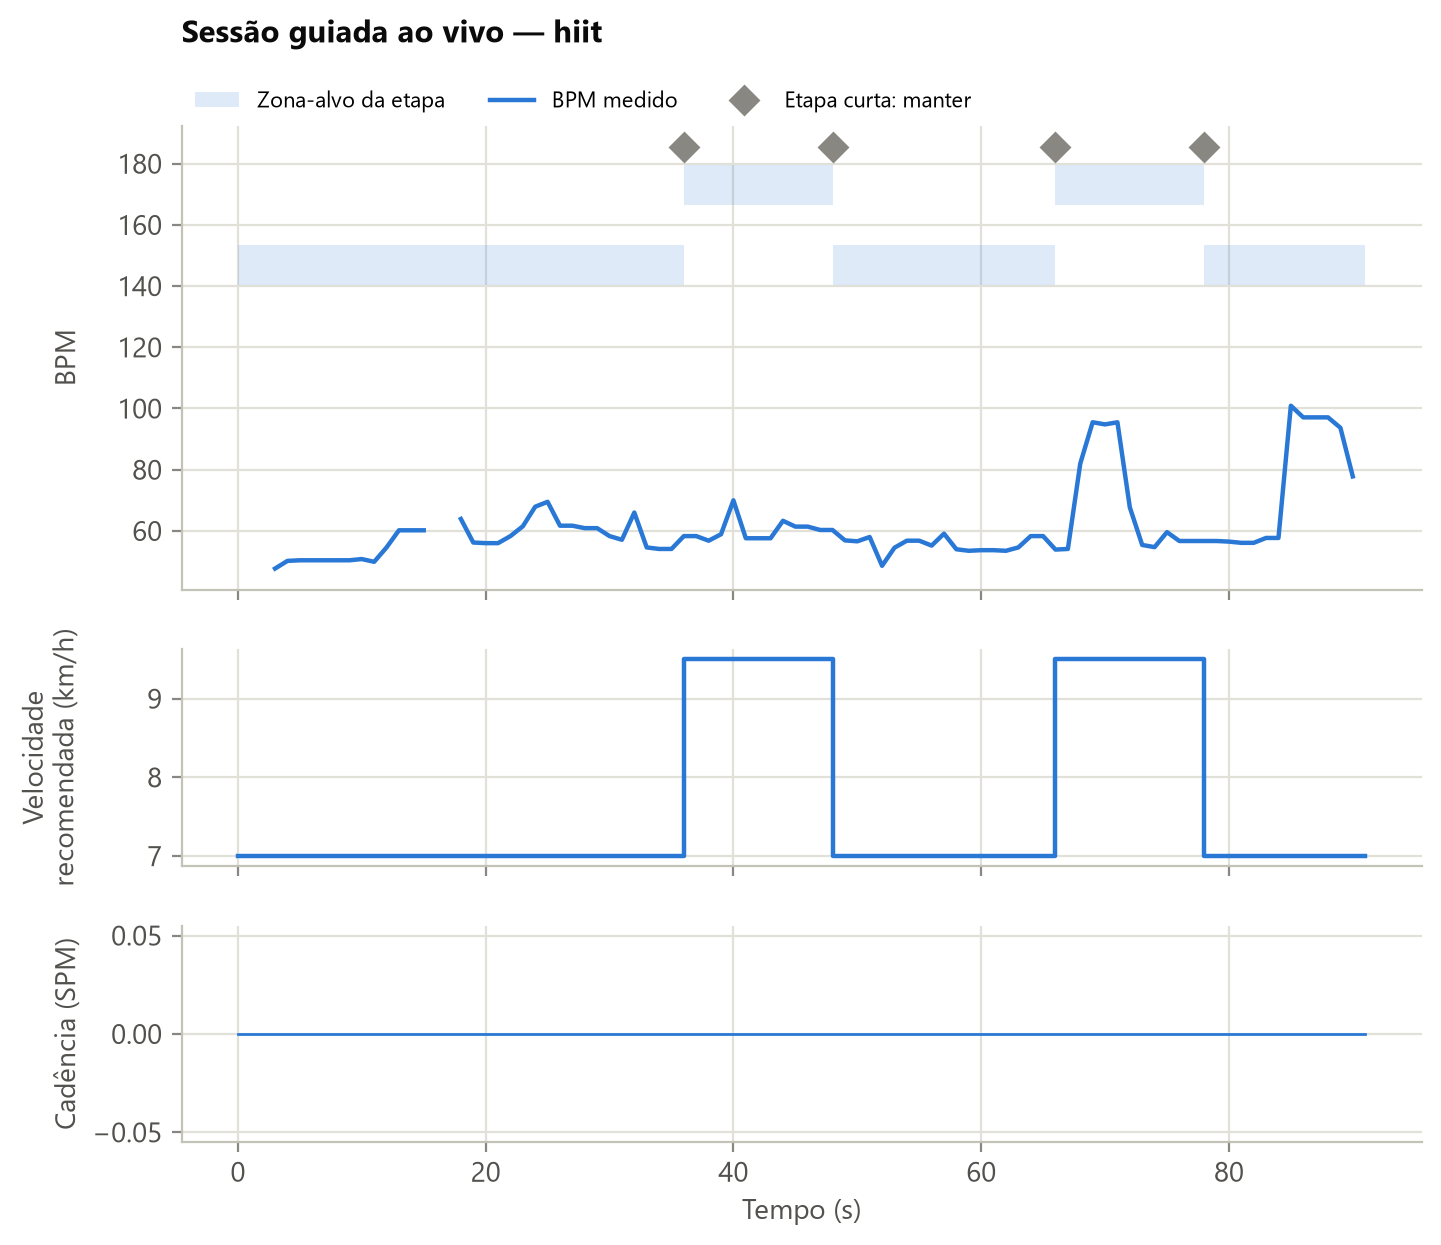 Sessão guiada ao vivo — hiit
Zona-alvo da etapa
BPM medido
Etapa curta: manter
BPM
180
160
140
120
100
80
60
Velocidade
recomendada (km/h)
9
8
7
Cadência (SPM)
0.05
0.00
−0.05
0
20
40
60
80
Tempo (s)